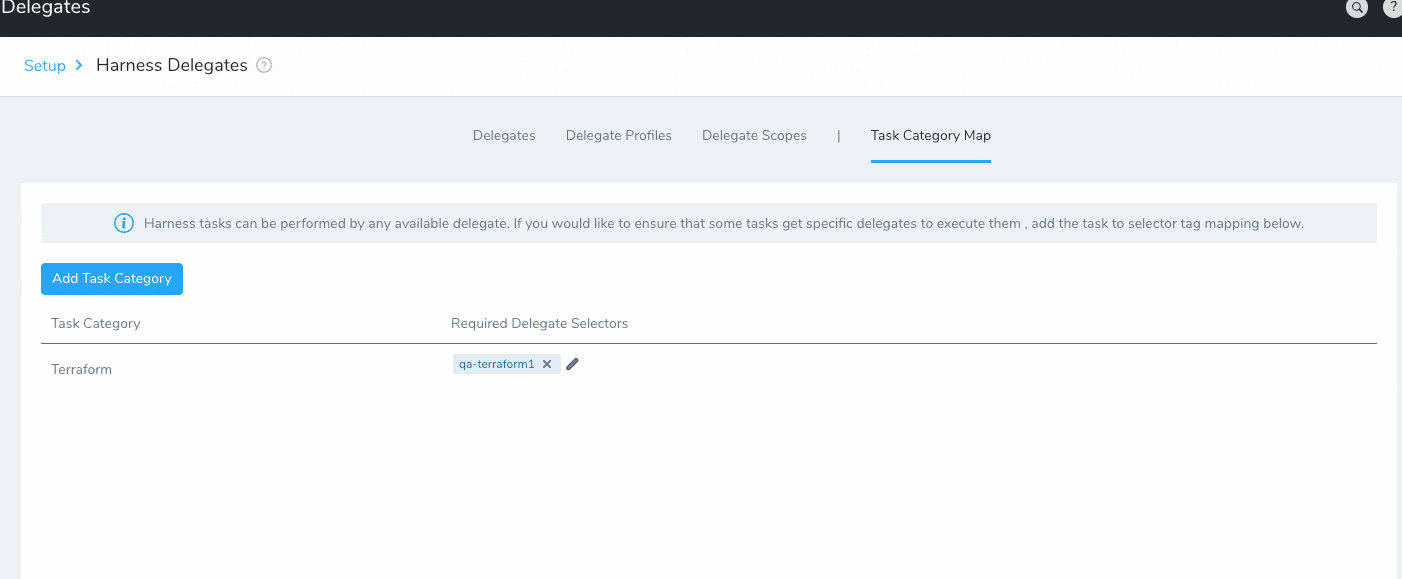 Delegates
?
Setup > Harness Delegates ?
Delegates Delegate Profiles Delegate Scopes | Task Category Map
i Harness tasks can be performed by any available delegate. If you would like to ensure that some tasks get specific delegates to execute them , add the task to selector tag mapping below.
Add Task Category
Task Category Required Delegate Selectors
Terraform qa-terraform1 ×